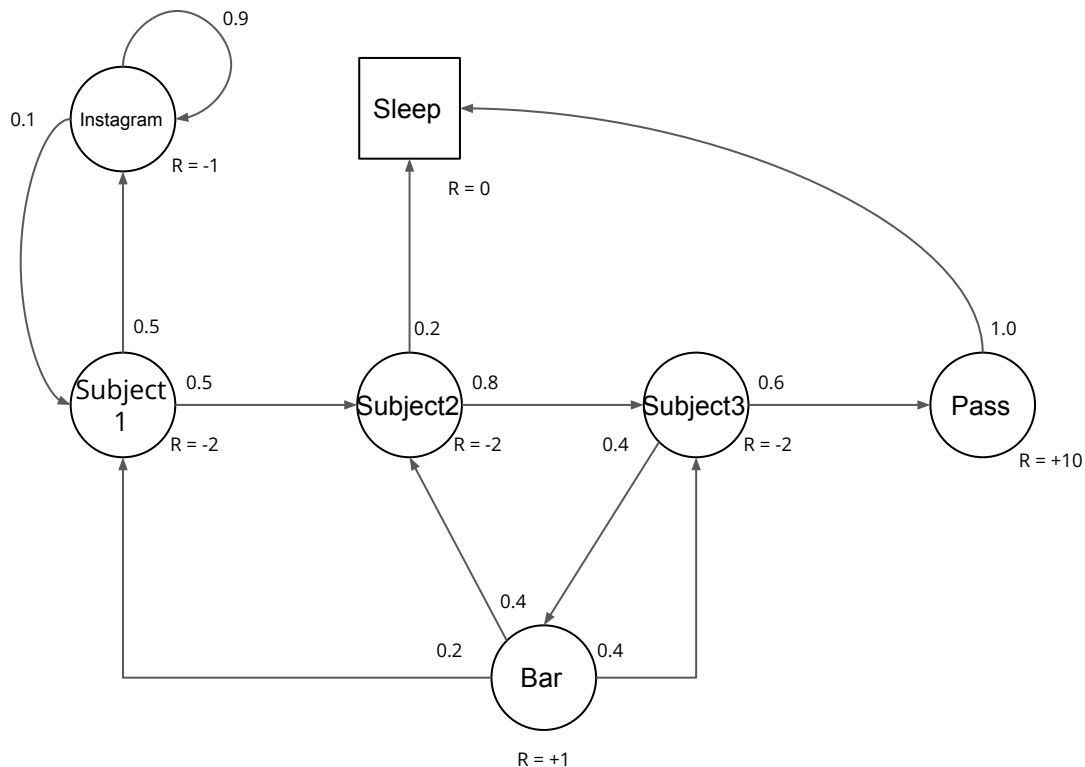 0.9
Instagram
0.1
R = -1
Sleep
R = 0
0.5
0.2
1.0
Subject
1
0.5
R = -2
Subject2
0.8
R = -2
Subject3
0.6
0.4
R = -2
Pass
R = +10
0.4
0.2
Bar
0.4
R = +1